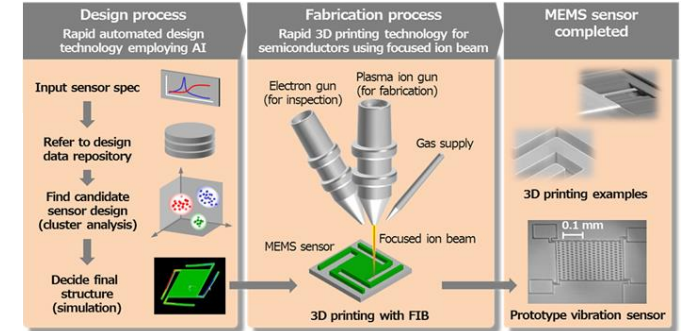 Design process
Rapid automated design
technology employing AI
Input sensor spec
Refer to design
data repository
Find candidate
sensor design
(cluster analysis)
Decide final
structure
(simulation)
Fabrication process
Rapid 3D printing technology for
semiconductors using focused ion beam
Electron gun
(for inspection)
Plasma ion gun
(for fabrication)
Gas supply
MEMS sensor
Focused ion beam
3D printing with FIB
MEMS sensor
completed
3D printing examples
0.1 mm
Prototype vibration sensor